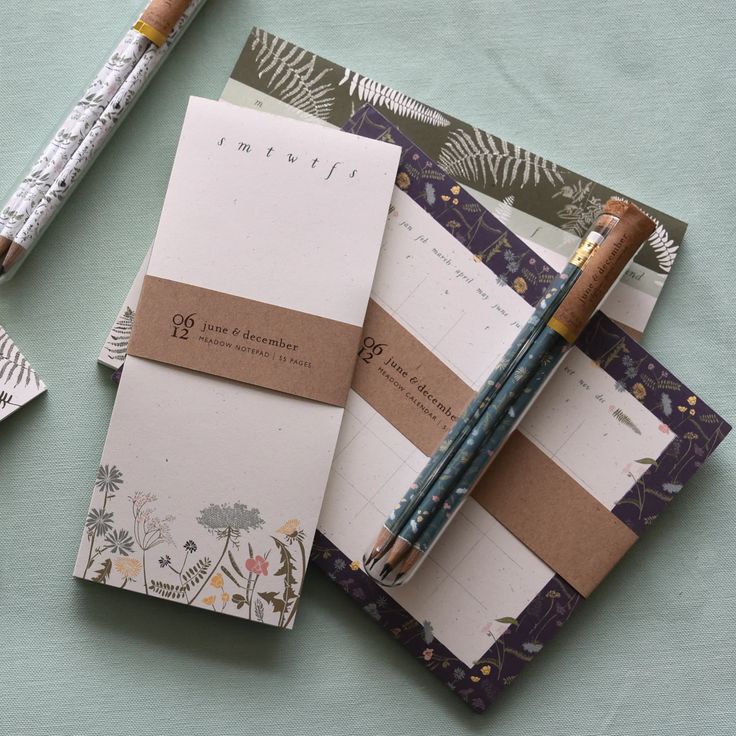 s m t w t f s
06 12 june & december
MEADOW NOTEPAD | 55 PAGES
jan feb march april may june
oct nov dec
06 12 june & december
MEADOW CALENDAR | 5
june & december